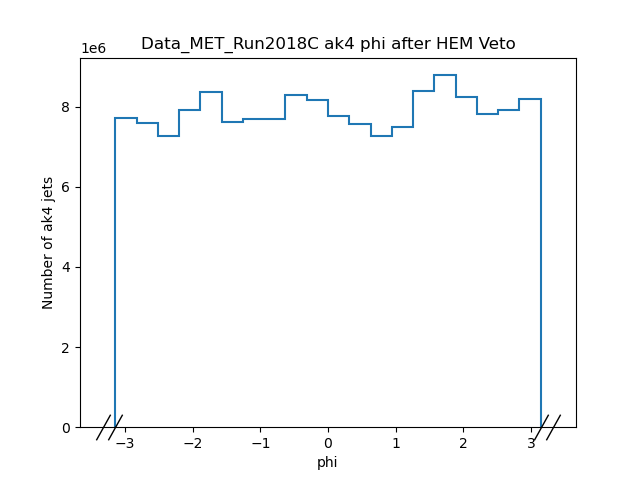 Data_MET_Run2018C ak4 phi after HEM Veto
1e6
8
6
4
2
0
Number of ak4 jets
−3 −2 −1 0 1 2 3
phi